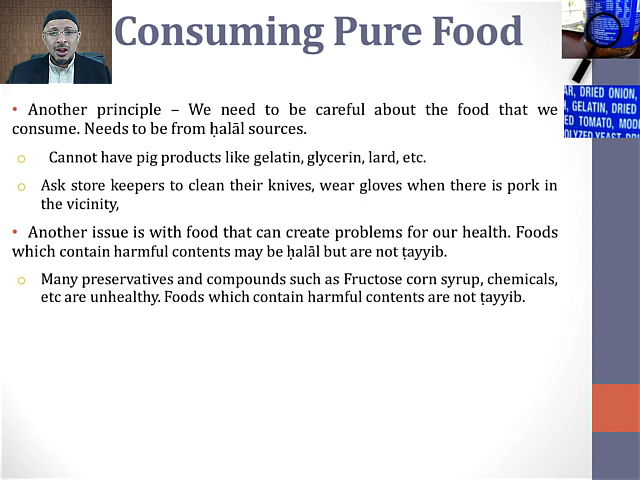 Consuming Pure Food
• Another principle – We need to be careful about the food that we
consume. Needs to be from ḥalāl sources.
o Cannot have pig products like gelatin, glycerin, lard, etc.
o Ask store keepers to clean their knives, wear gloves when there is pork in
the vicinity,
• Another issue is with food that can create problems for our health. Foods
which contain harmful contents may be ḥalāl but are not ṭayyib.
o Many preservatives and compounds such as Fructose corn syrup, chemicals,
etc are unhealthy. Foods which contain harmful contents are not ṭayyib.
AR, DRIED ONION,
GELATIN, DRIED
ED TOMATO, MODI